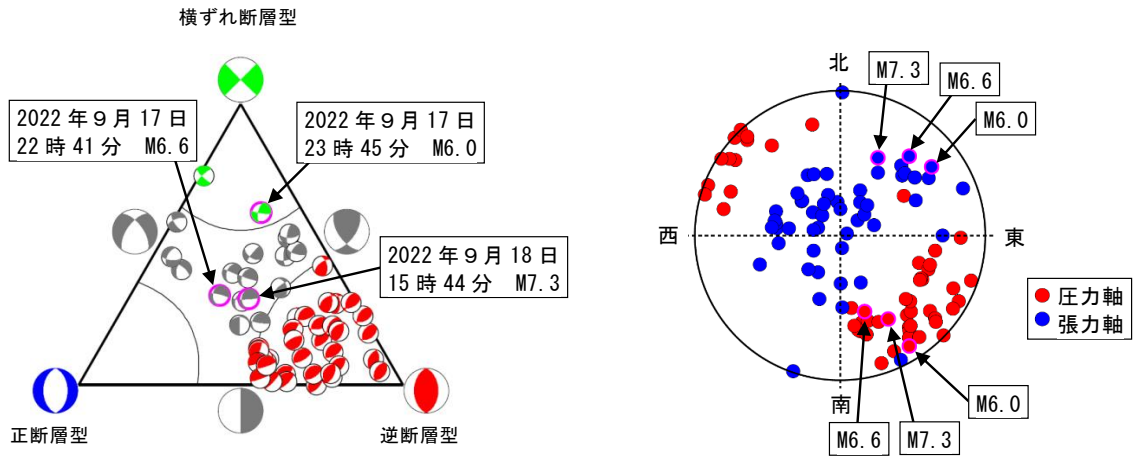 横ずれ断層型
2022年9月17日
22時41分 M6.6
2022年9月17日
23時45分 M6.0
2022年9月18日
15時44分 M7.3
正断層型
逆断層型
北
M7.3
M6.6
M6.0
西
東
圧力軸
張力軸
南
M6.0
M6.6
M7.3